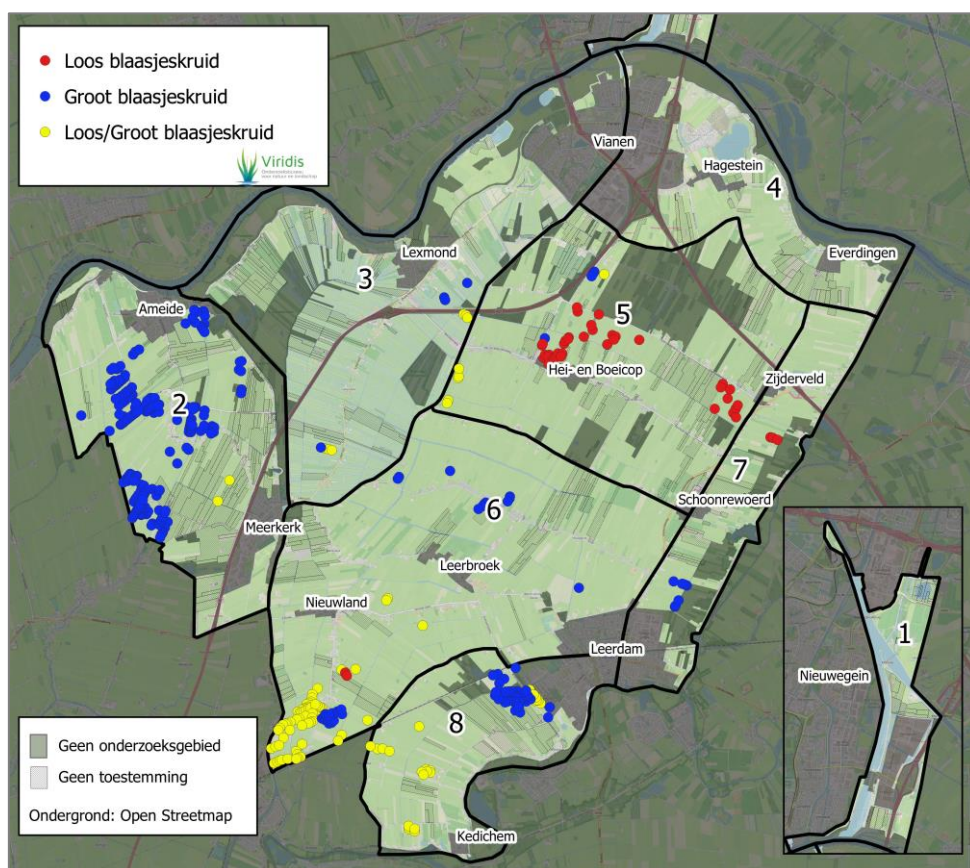 Loos blaasjeskruid
Groot blaasjeskruid
Loos/Groot blaasjeskruid
Viridis
Vianen
Hagestein
4
Everdingen
Lexmond
3
Ameide
5
Hei- en Boeicop
Zijderveld
2
7
6
Schoonrewoerd
Meerkerk
Leerbroek
Nieuwland
Leerdam
1
Nieuwegein
8
Kedichem
Geen onderzoeksgebied
Geen toestemming
Ondergrond: Open Streetmap